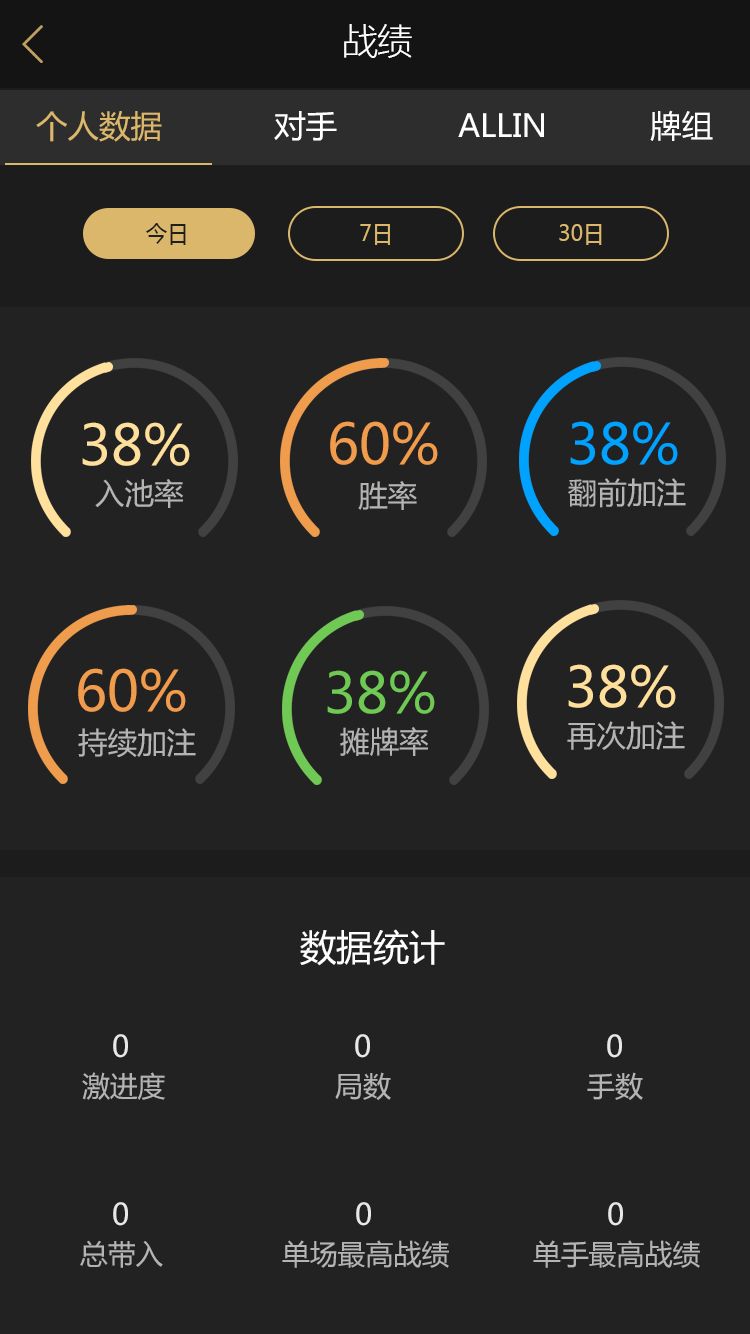 战绩
个人数据
对手
ALLIN
牌组
今日
7日
30日
38%
60%
38%
入池率
胜率
翻前加注
60%
38%
38%
持续加注
摊牌率
再次加注
数据统计
0
0
0
激进度
局数
手数
0
0
0
总带入
单场最高战绩
单手最高战绩